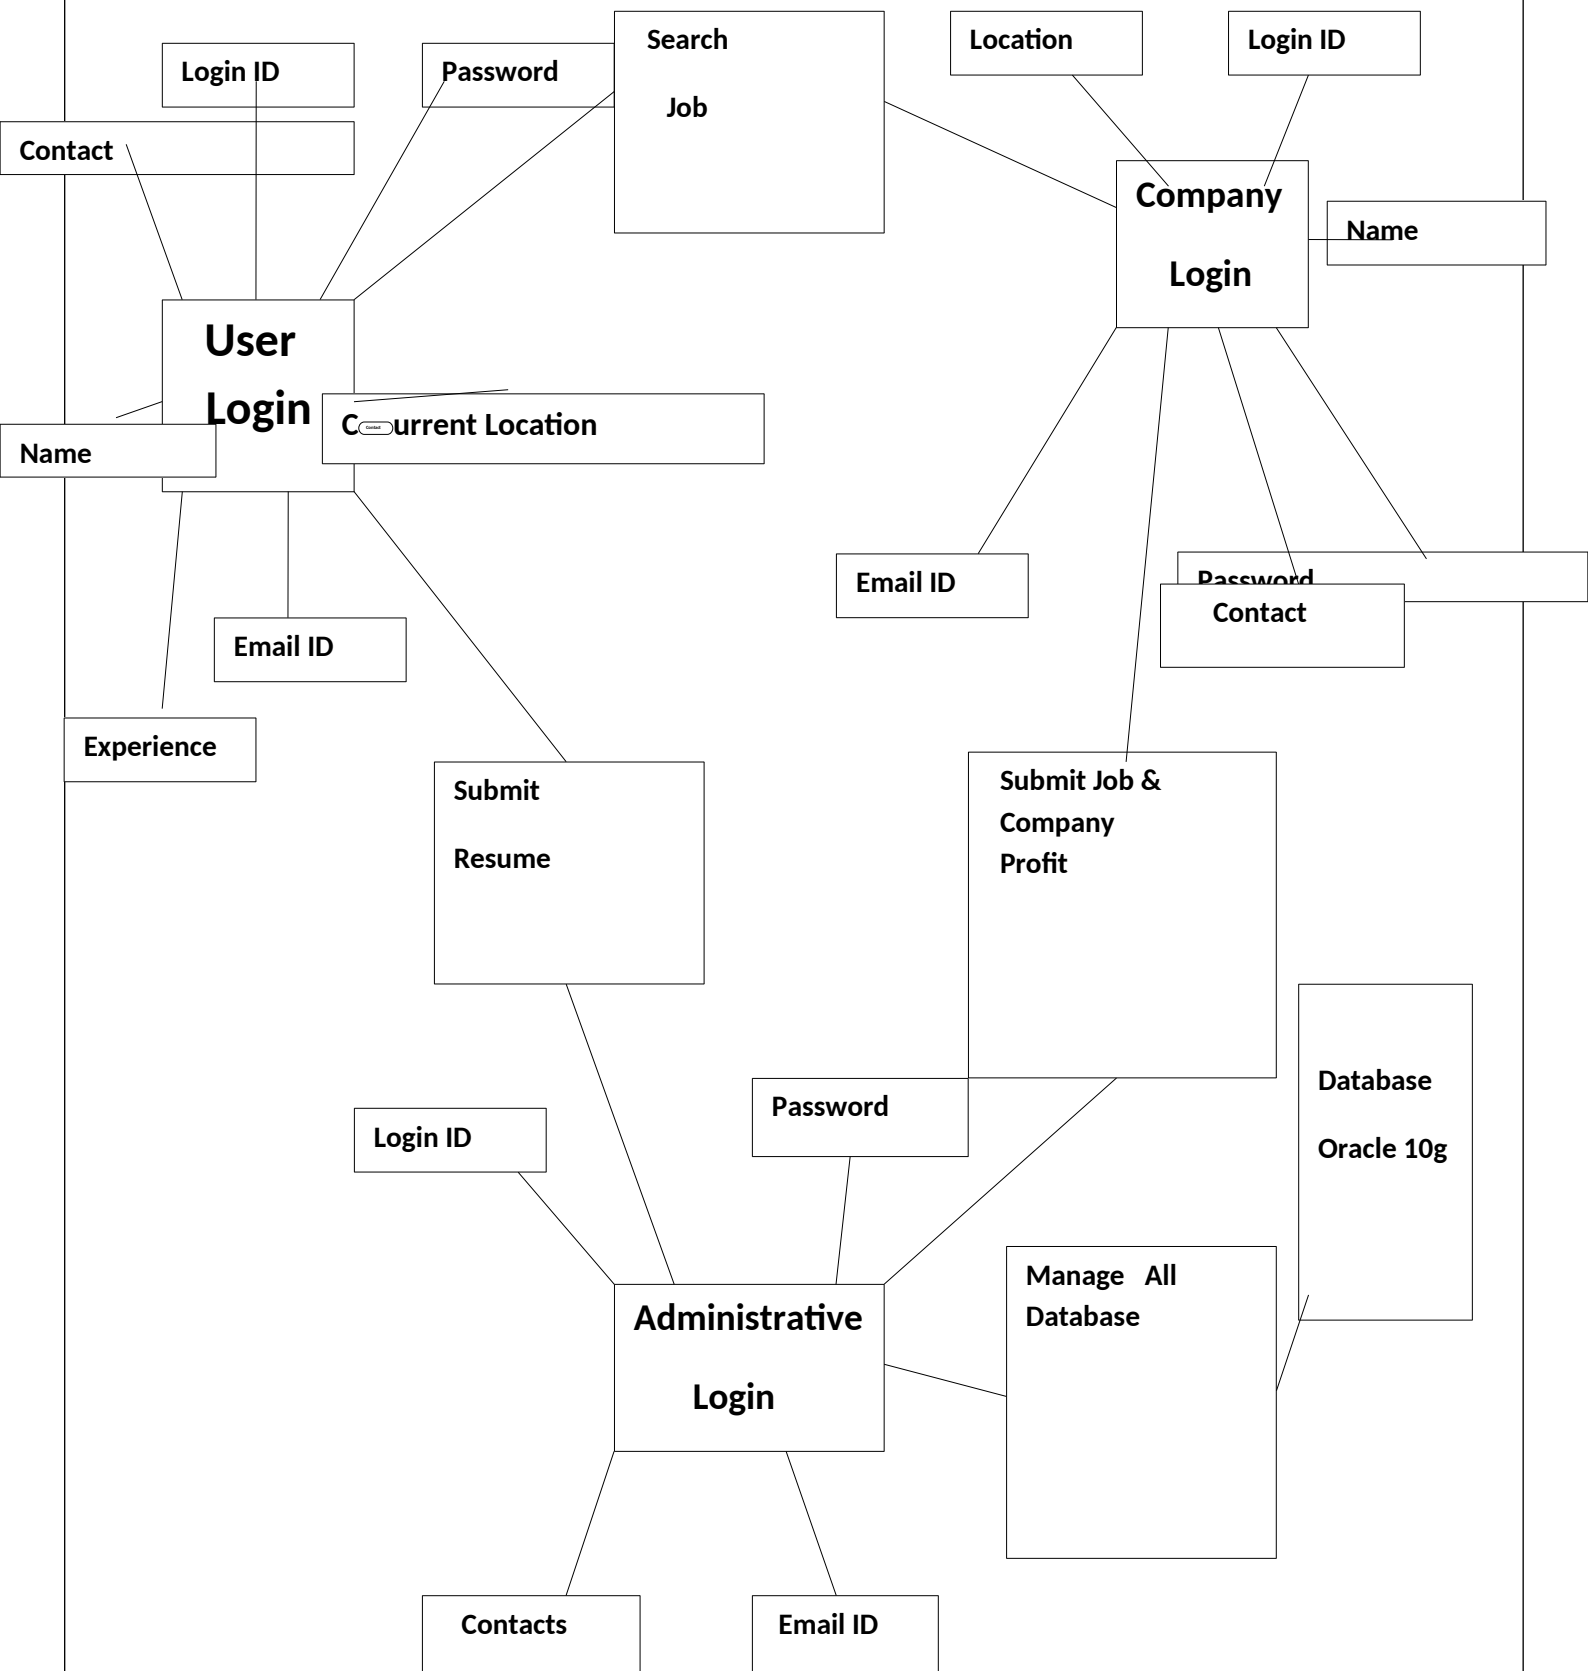 Search
Location
Login ID
Login ID
Password
Job
Contact
Company
Name
Login
User
Login
C urrent Location
Contact
Name
Email ID
Password
Contact
Email ID
Experience
Submit
Resume
Submit Job &
Company
Profit
Database
Oracle 10g
Password
Login ID
Manage All
Database
Administrative
Login
Contacts
Email ID